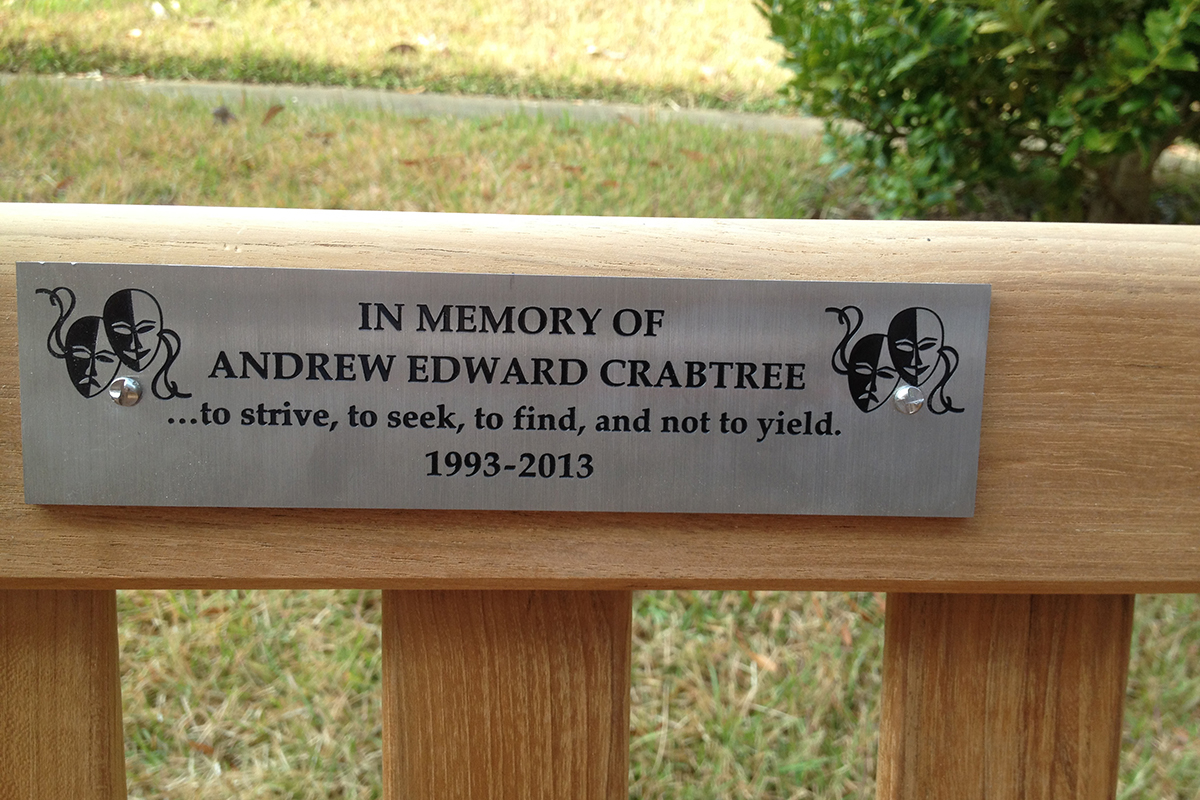 IN MEMORY OF
ANDREW EDWARD CRABTREE
...to strive, to seek, to find, and not to yield.
1993-2013